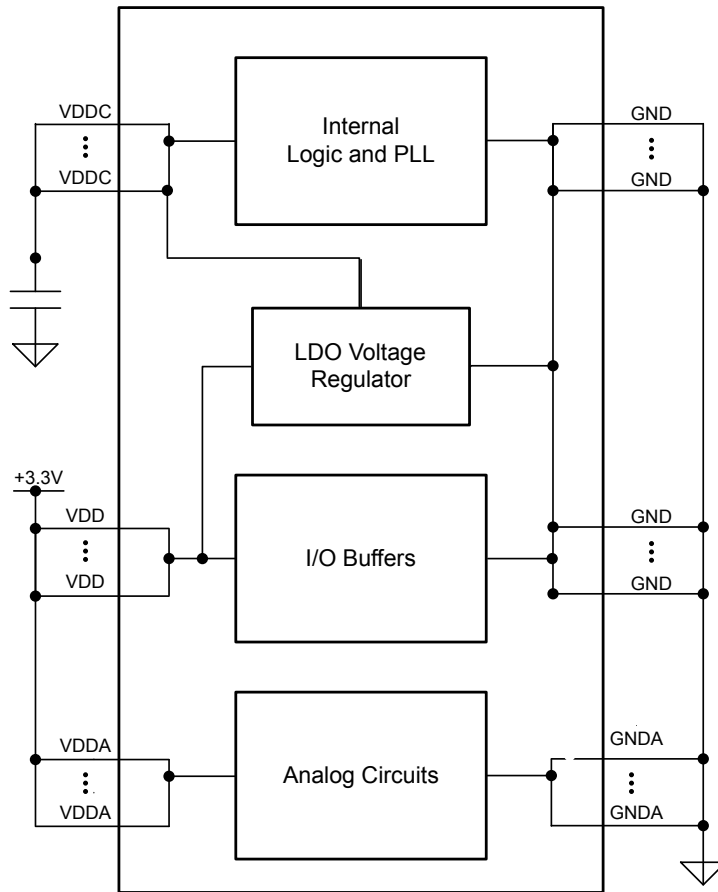 VDDC
VDDC
Internal
Logic and PLL
GND
GND
LDO Voltage
Regulator
+3.3V
VDD
VDD
I/O Buffers
GND
GND
VDDA
VDDA
Analog Circuits
GNDA
GNDA